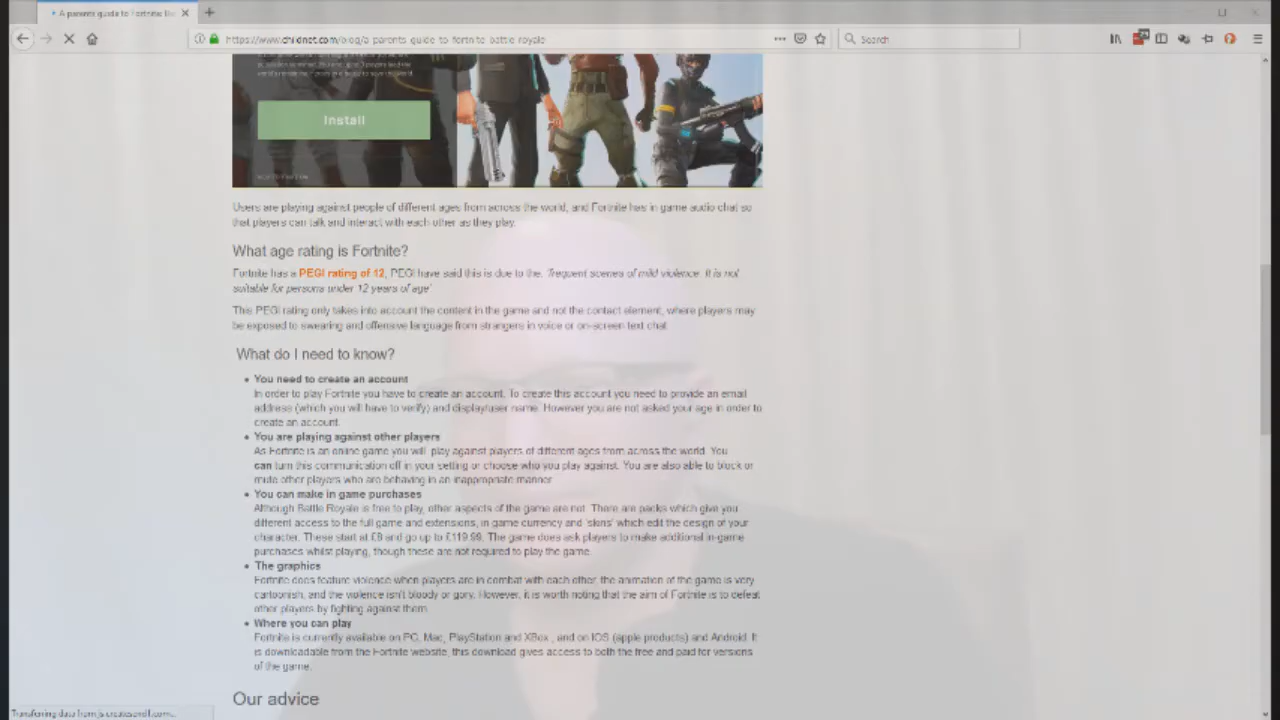 A parents guide to Fortnite: Ba
https://www.childnet.com/blog/a-parents-guide-to-fortnite-battle-royale
Search
Install
Users are playing against people of different ages from across the world, and Fortnite has in game audio chat so
that players can talk and interact with each other as they play.
What age rating is Fortnite?
Fortnite has a PEGI rating of 12, PEGI have said this is due to the 'frequent scenes of mild violence. It is not
suitable for persons under 12 years of age'
This PEGI rating only takes into account the content in the game and not the contact element, where players may
be exposed to swearing and offensive language from strangers in voice or on-screen text chat.
What do I need to know?
You need to create an account
In order to play Fortnite you have to create an account. To create this account you need to provide an email
address (which you will have to verify) and display/user name. However you are not asked your age in order to
create an account.
You are playing against other players
As Fortnite is an online game you will play against players of different ages from across the world. You
can turn this communication off in your setting or choose who you play against. You are also able to block or
mute other players who are behaving in an inappropriate manner
You can make in game purchases
Although Battle Royale is free to play, other aspects of the game are not. There are packs which give you
different access to the full game and extensions, in game currency and 'skins' which edit the design of your
character. These start at £8 and go up to £119.99. The game does ask players to make additional in-game
purchases whilst playing, though these are not required to play the game.
The graphics
Fortnite does feature violence when players are in combat with each other, the animation of the game is very
cartoonish, and the violence isn't bloody or gory. However, it is worth noting that the aim of Fortnite is to defeat
other players by fighting against them.
Where you can play
Fortnite is currently available on PC, Mac, PlayStation and XBox , and on IOS (apple products) and Android. It
is downloadable from the Fortnite website, this download gives access to both the free and paid for versions
of the game.
Our advice
Transferring data from js.createsend1.com...